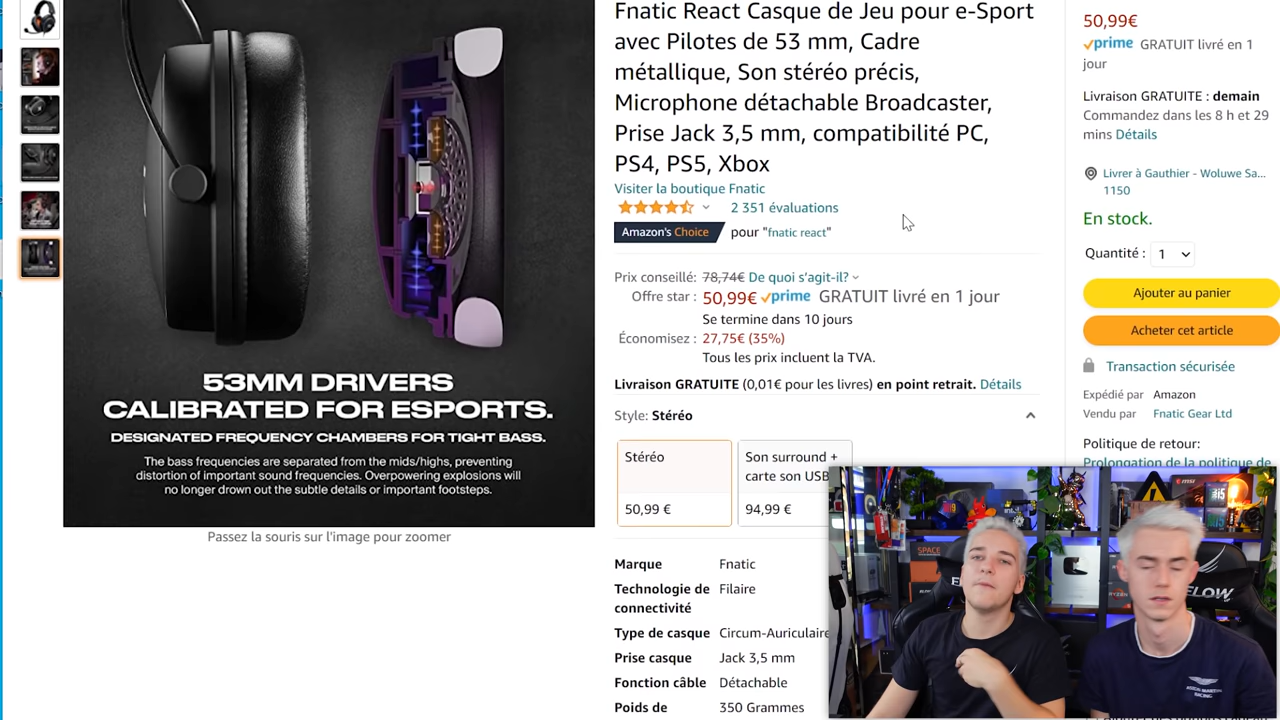 Fnatic React Casque de Jeu pour e-Sport
avec Pilotes de 53 mm, Cadre
métallique, Son stéréo précis,
Microphone détachable Broadcaster,
Prise Jack 3,5 mm, compatibilité PC,
PS4, PS5, Xbox
Visiter la boutique Fnatic
2 351 évaluations
Amazon's Choice pour "fnatic react"
Prix conseillé: 78,74€ De quoi s'agit-il?
Offre star : 50,99€ prime GRATUIT livré en 1 jour
Se termine dans 10 jours
Économisez : 27,75€ (35%)
Tous les prix incluent la TVA.
Livraison GRATUITE (0,01€ pour les livres) en point retrait. Détails
Style: Stéréo
Stéréo
50,99 €
Son surround +
carte son USB
94,99 €
Marque Fnatic
Technologie de Filaire
connectivité
Type de casque Circum-Auriculaire
Prise casque Jack 3,5 mm
Fonction câble Détachable
Poids de 350 Grammes
53MM DRIVERS
CALIBRATED FOR ESPORTS.
DESIGNATED FREQUENCY CHAMBERS FOR TIGHT BASS.
The bass frequencies are separated from the mids/highs, preventing
distortion of important sound frequencies. Overpowering explosions will
no longer drown out the subtle details or important footsteps.
Passez la souris sur l'image pour zoomer
50,99€
prime GRATUIT livré en 1
jour
Livraison GRATUITE : demain
Commandez dans les 8 h et 29
mins Détails
Livrer à Gauthier - Woluwe Sa...
1150
En stock.
Quantité : 1
Ajouter au panier
Acheter cet article
Transaction sécurisée
Expédié par Amazon
Vendu par Fnatic Gear Ltd
Politique de retour:
Prolongation de la politique de
SPACE
msi
i5
ASTON MARTIN
RACING